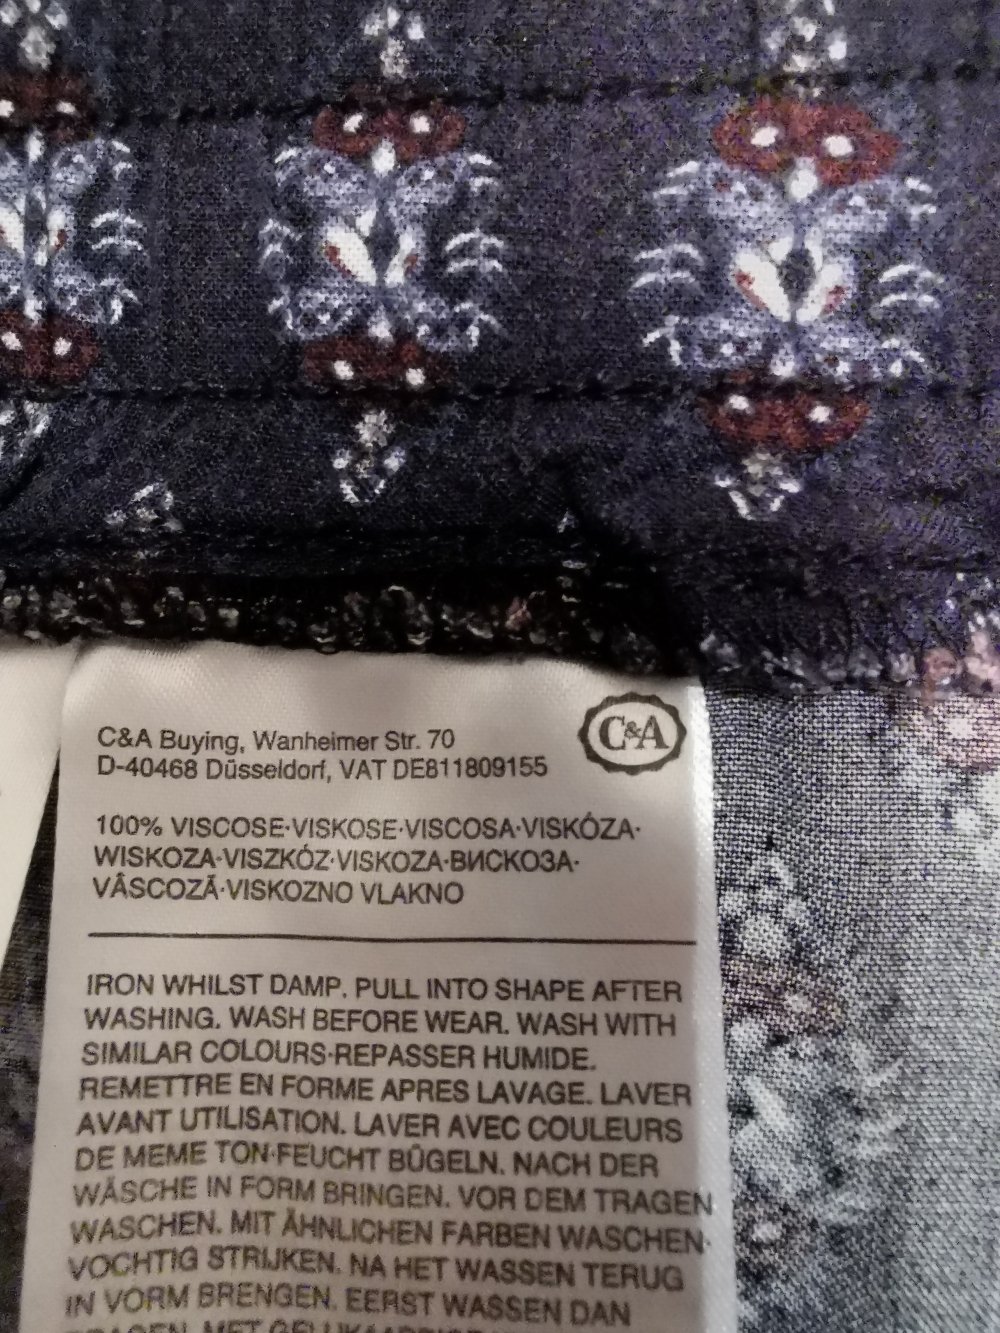 C&A Buying, Wanheimer Str. 70
D-40468 Düsseldorf, VAT DE811809155
C&A
100% VISCOSE·VISKOSE·VISCOSA·VISKÓZA·
WISKOZA·VISZKÓZ·VISKOZA·ВИСКОЗА·
VÂSCOZĂ·VISKOZNO VLAKNO
IRON WHILST DAMP. PULL INTO SHAPE AFTER
WASHING. WASH BEFORE WEAR. WASH WITH
SIMILAR COLOURS·REPASSER HUMIDE.
REMETTRE EN FORME APRES LAVAGE. LAVER
AVANT UTILISATION. LAVER AVEC COULEURS
DE MEME TON·FEUCHT BÜGELN. NACH DER
WÄSCHE IN FORM BRINGEN. VOR DEM TRAGEN
WASCHEN. MIT ÄHNLICHEN FARBEN WASCHEN·
VOCHTIG STRIJKEN. NA HET WASSEN TERUG
IN VORM BRENGEN. EERST WASSEN DAN